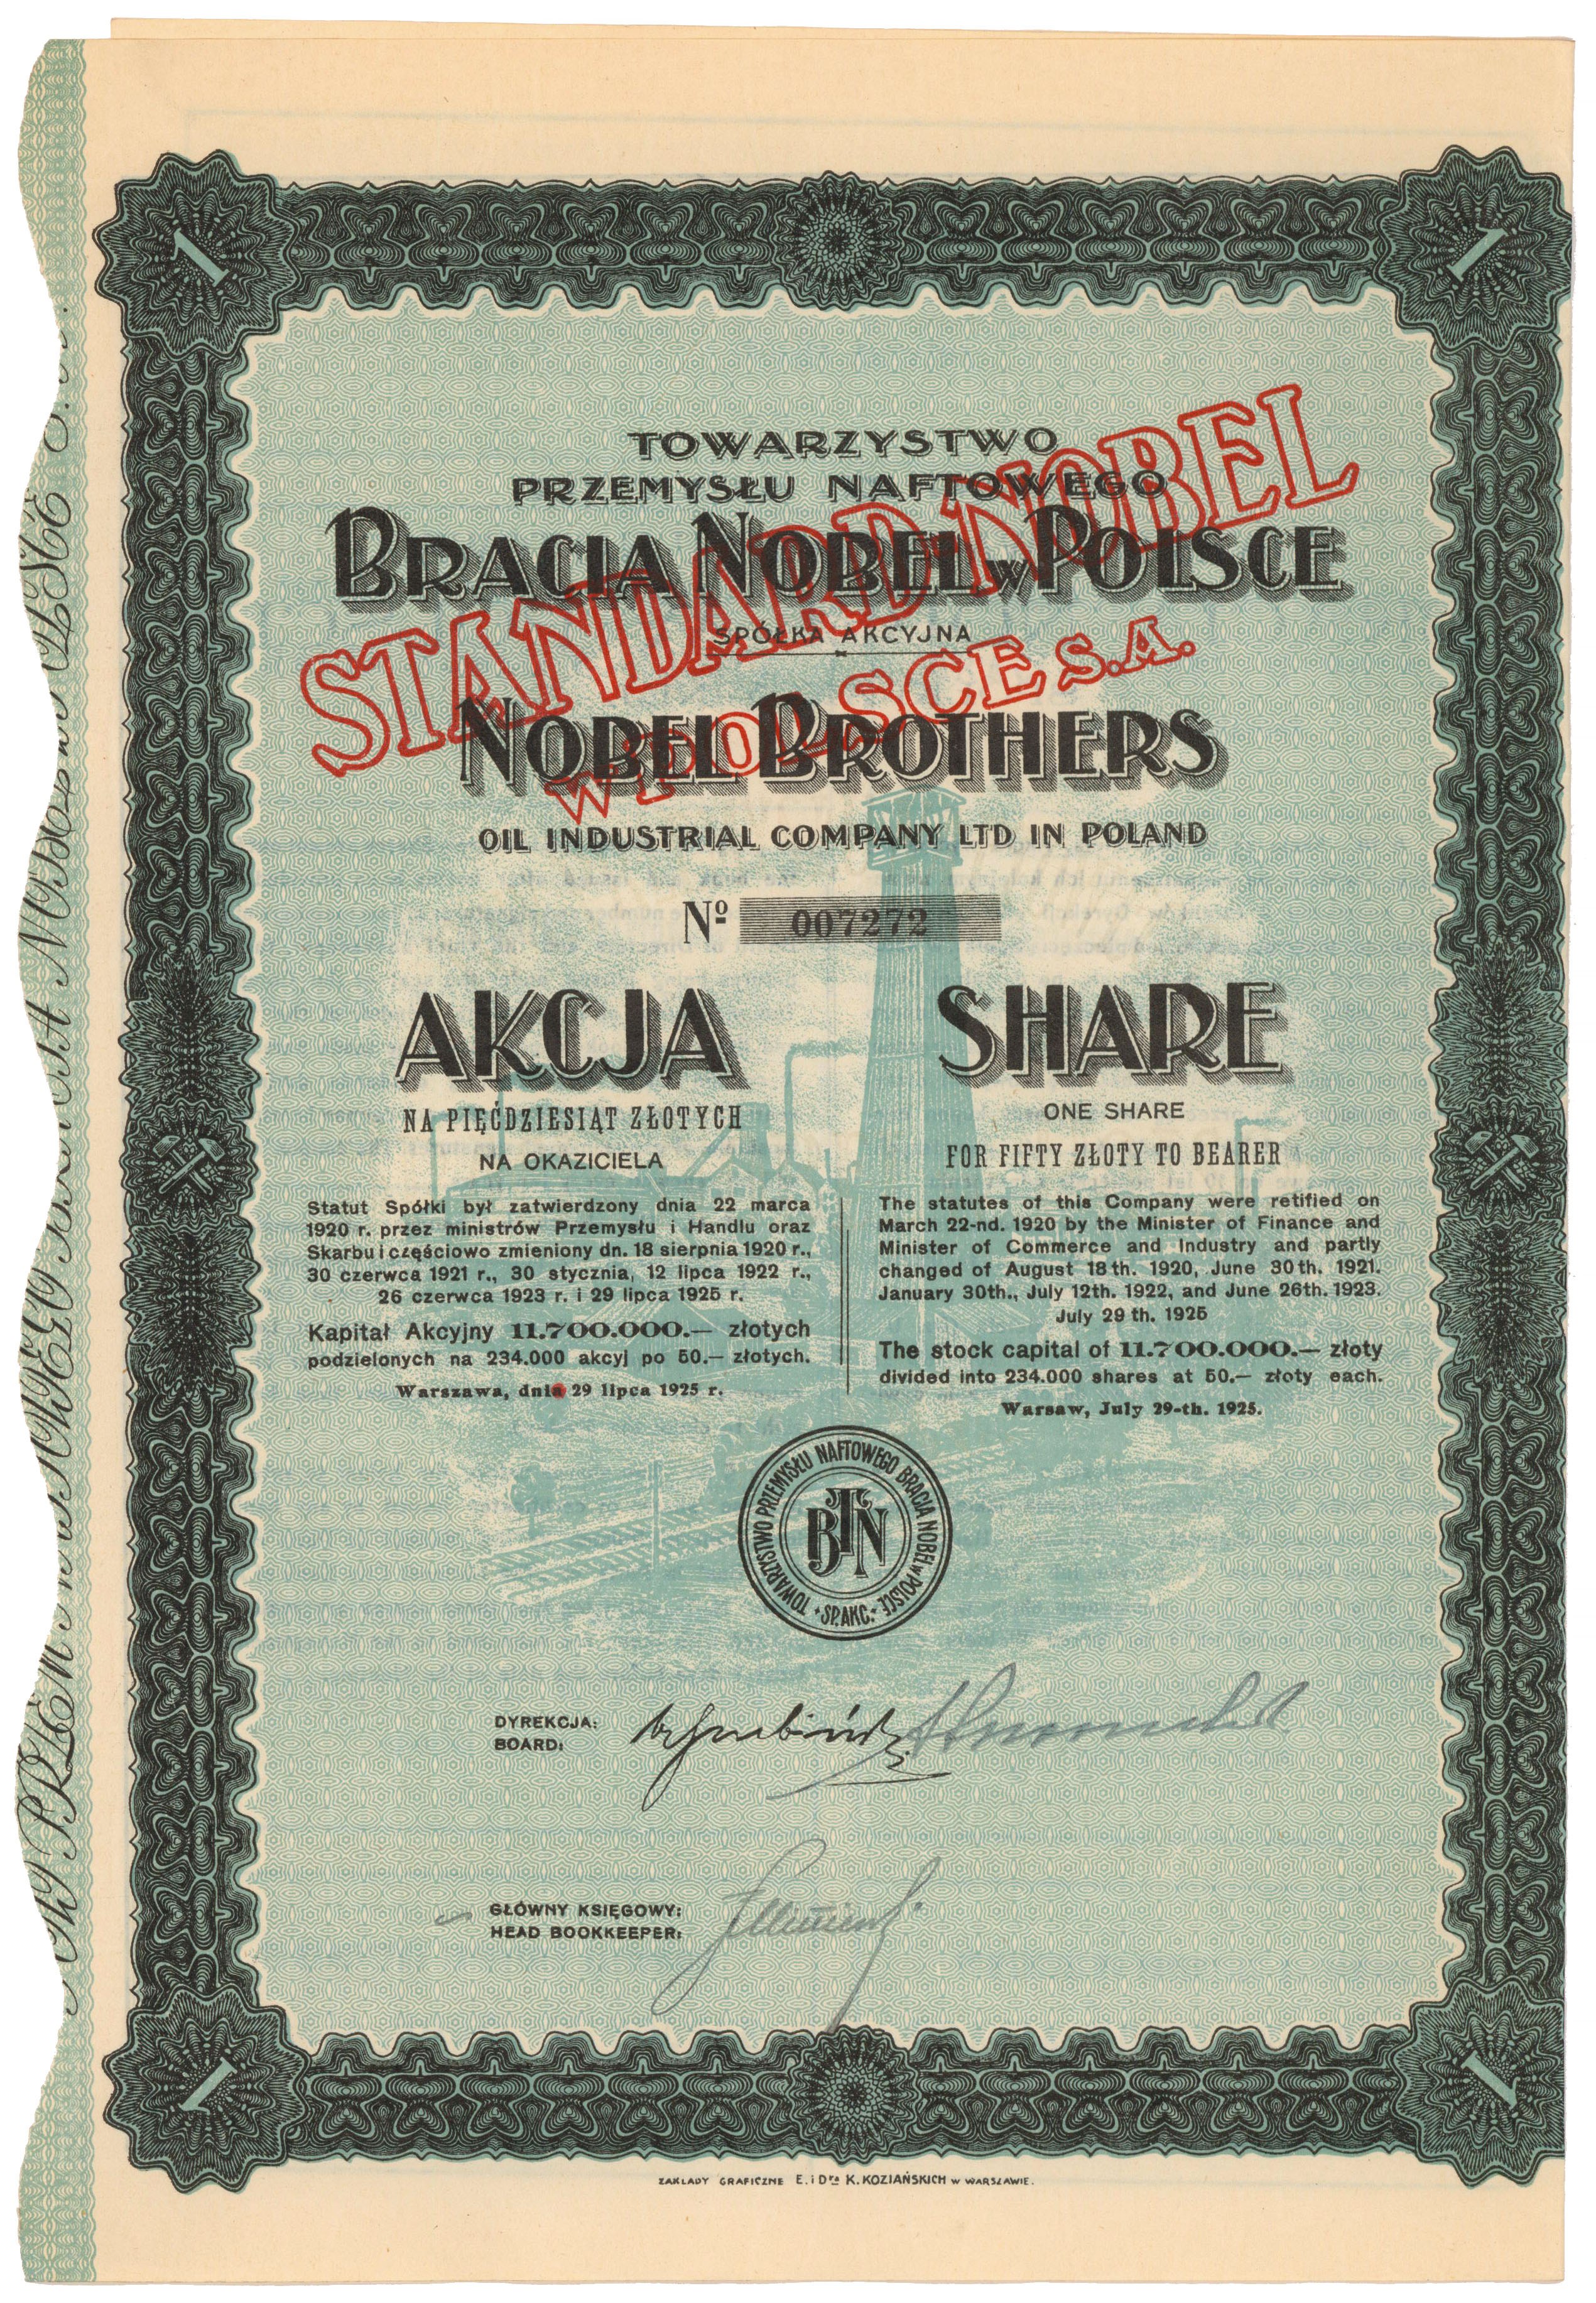 1
1
TOWARZYSTWO
PRZEMYSŁU NAFTOWEGO
BRACIA NOBEL w POLSCE
SPÓŁKA AKCYJNA
STANDARD-NOBEL
W POLSCE S.A.
NOBEL BROTHERS
OIL INDUSTRIAL COMPANY LTD IN POLAND
Nº 007272
AKCJA
NA PIĘĆDZIESIĄT ZŁOTYCH
NA OKAZICIELA
Statut Spółki był zatwierdzony dnia 22 marca
1920 r. przez ministrów Przemysłu i Handlu oraz
Skarbu i częściowo zmieniony dn. 18 sierpnia 1920 r.,
30 czerwca 1921 r., 30 stycznia, 12 lipca 1922 r.,
26 czerwca 1923 r. i 29 lipca 1925 r.
Kapitał Akcyjny 11.700.000.— złotych
podzielonych na 234.000 akcyj po 50.— złotych.
Warszawa, dnia 29 lipca 1925 r.
SHARE
ONE SHARE
FOR FIFTY ZŁOTY TO BEARER
The statutes of this Company were retified on
March 22-nd. 1920 by the Minister of Finance and
Minister of Commerce and Industry and partly
changed of August 18th. 1920, June 30th. 1921.
January 30th., July 12th. 1922, and June 26th. 1923.
July 29 th. 1925
The stock capital of 11.700.000.— złoty
divided into 234.000 shares at 50.— złoty each.
Warsaw, July 29-th. 1925.
TOWARZYSTWO PRZEMYSŁU NAFTOWEGO BRACIA NOBEL w POLSCE
SP. AKC.
BTN
DYREKCJA:
BOARD:
GŁÓWNY KSIĘGOWY:
HEAD BOOKKEEPER:
1
1
ZAKŁADY GRAFICZNE E. i Dra K. KOZIAŃSKICH w WARSZAWIE.